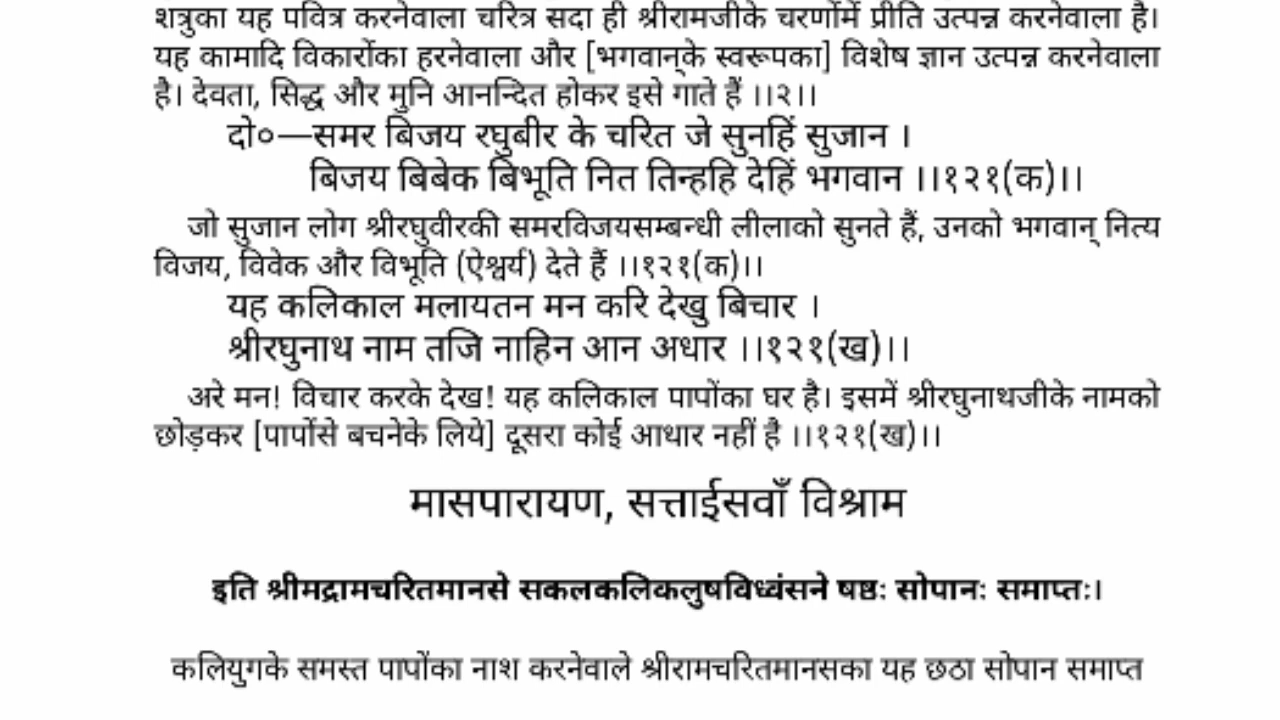 शत्रुका यह पवित्र करनेवाला चरित्र सदा ही श्रीरामजीके चरणोंमें प्रीति उत्पन्न करनेवाला है।
यह कामादि विकारोंका हरनेवाला और [भगवान्‌के स्वरूपका] विशेष ज्ञान उत्पन्न करनेवाला
है। देवता, सिद्ध और मुनि आनन्दित होकर इसे गाते हैं ।।२।।
दो०—समर बिजय रघुबीर के चरित जे सुनहिं सुजान ।
बिजय बिबेक बिभूति नित तिन्हहि देहिं भगवान ।।१२१(क)।।
जो सुजान लोग श्रीरघुवीरकी समरविजयसम्बन्धी लीलाको सुनते हैं, उनको भगवान् नित्य
विजय, विवेक और विभूति (ऐश्वर्य) देते हैं ।।१२१(क)।।
यह कलिकाल मलायतन मन करि देखु बिचार ।
श्रीरघुनाथ नाम तजि नाहिन आन अधार ।।१२१(ख)।।
अरे मन! विचार करके देख! यह कलिकाल पापोंका घर है। इसमें श्रीरघुनाथजीके नामको
छोड़कर [पापोंसे बचनेके लिये] दूसरा कोई आधार नहीं है ।।१२१(ख)।।
मासपारायण, सत्ताईसवाँ विश्राम
इति श्रीमद्रामचरितमानसे सकलकलिकलुषविध्वंसने षष्ठः सोपानः समाप्तः।
कलियुगके समस्त पापोंका नाश करनेवाले श्रीरामचरितमानसका यह छठा सोपान समाप्त